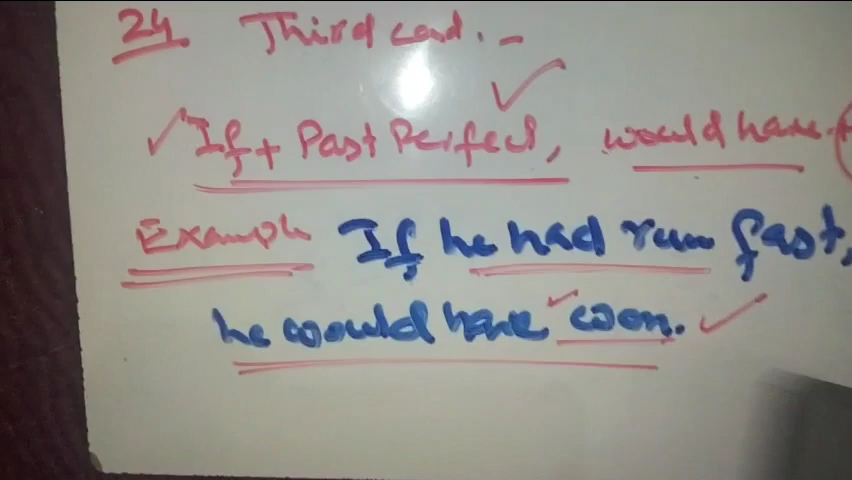 24 Third cond. -
If + Past Perfect, would have +
Example If he had run fast,
he would have won.